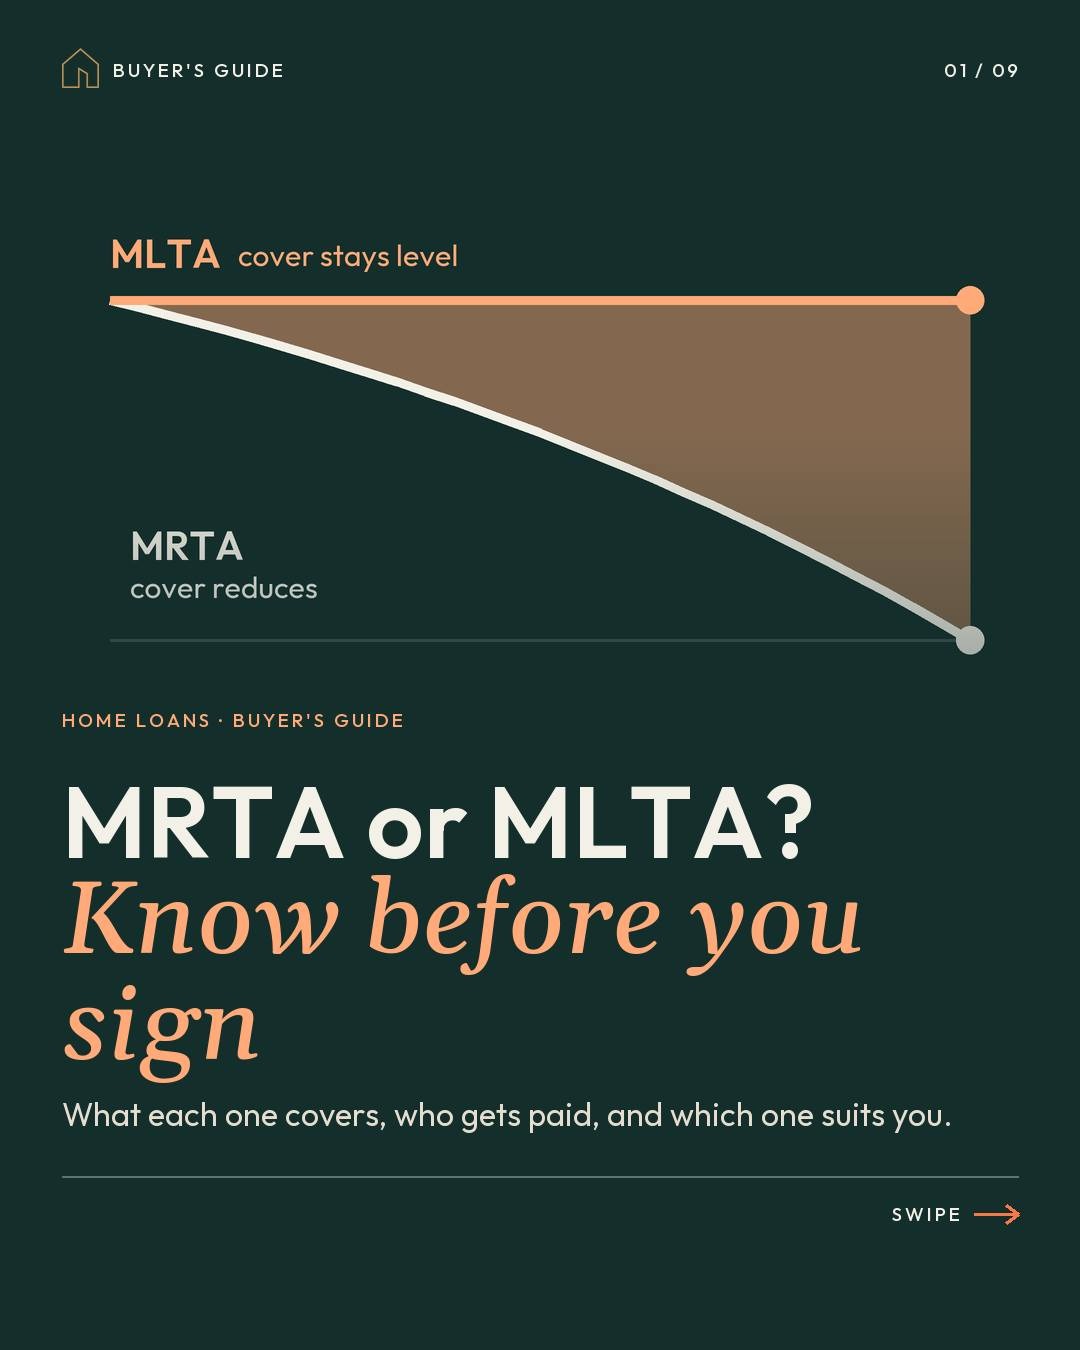 BUYER'S GUIDE
01 / 09
MLTA cover stays level
MRTA
cover reduces
HOME LOANS · BUYER'S GUIDE
MRTA or MLTA?
Know before you
sign
What each one covers, who gets paid, and which one suits you.
SWIPE